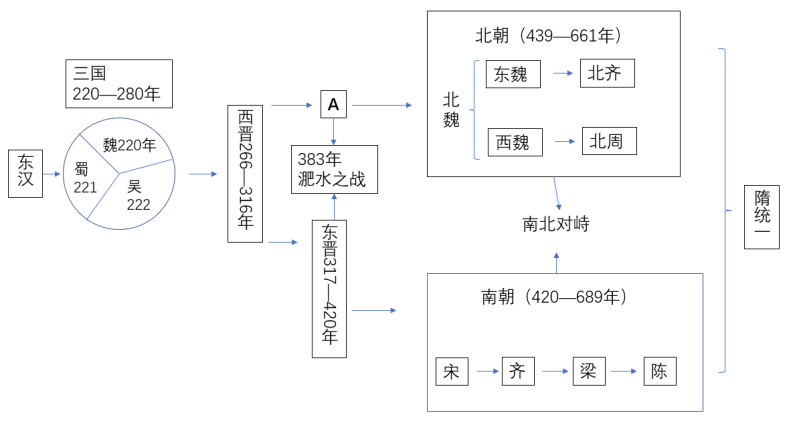 东汉
三国
220—280年
魏220年
蜀
221
吴
222
西晋266—316年
A
383年
淝水之战
东晋317—420年
北朝（439—661年）
北魏
东魏
北齐
西魏
北周
南北对峙
南朝（420—689年）
宋
齐
梁
陈
隋统一